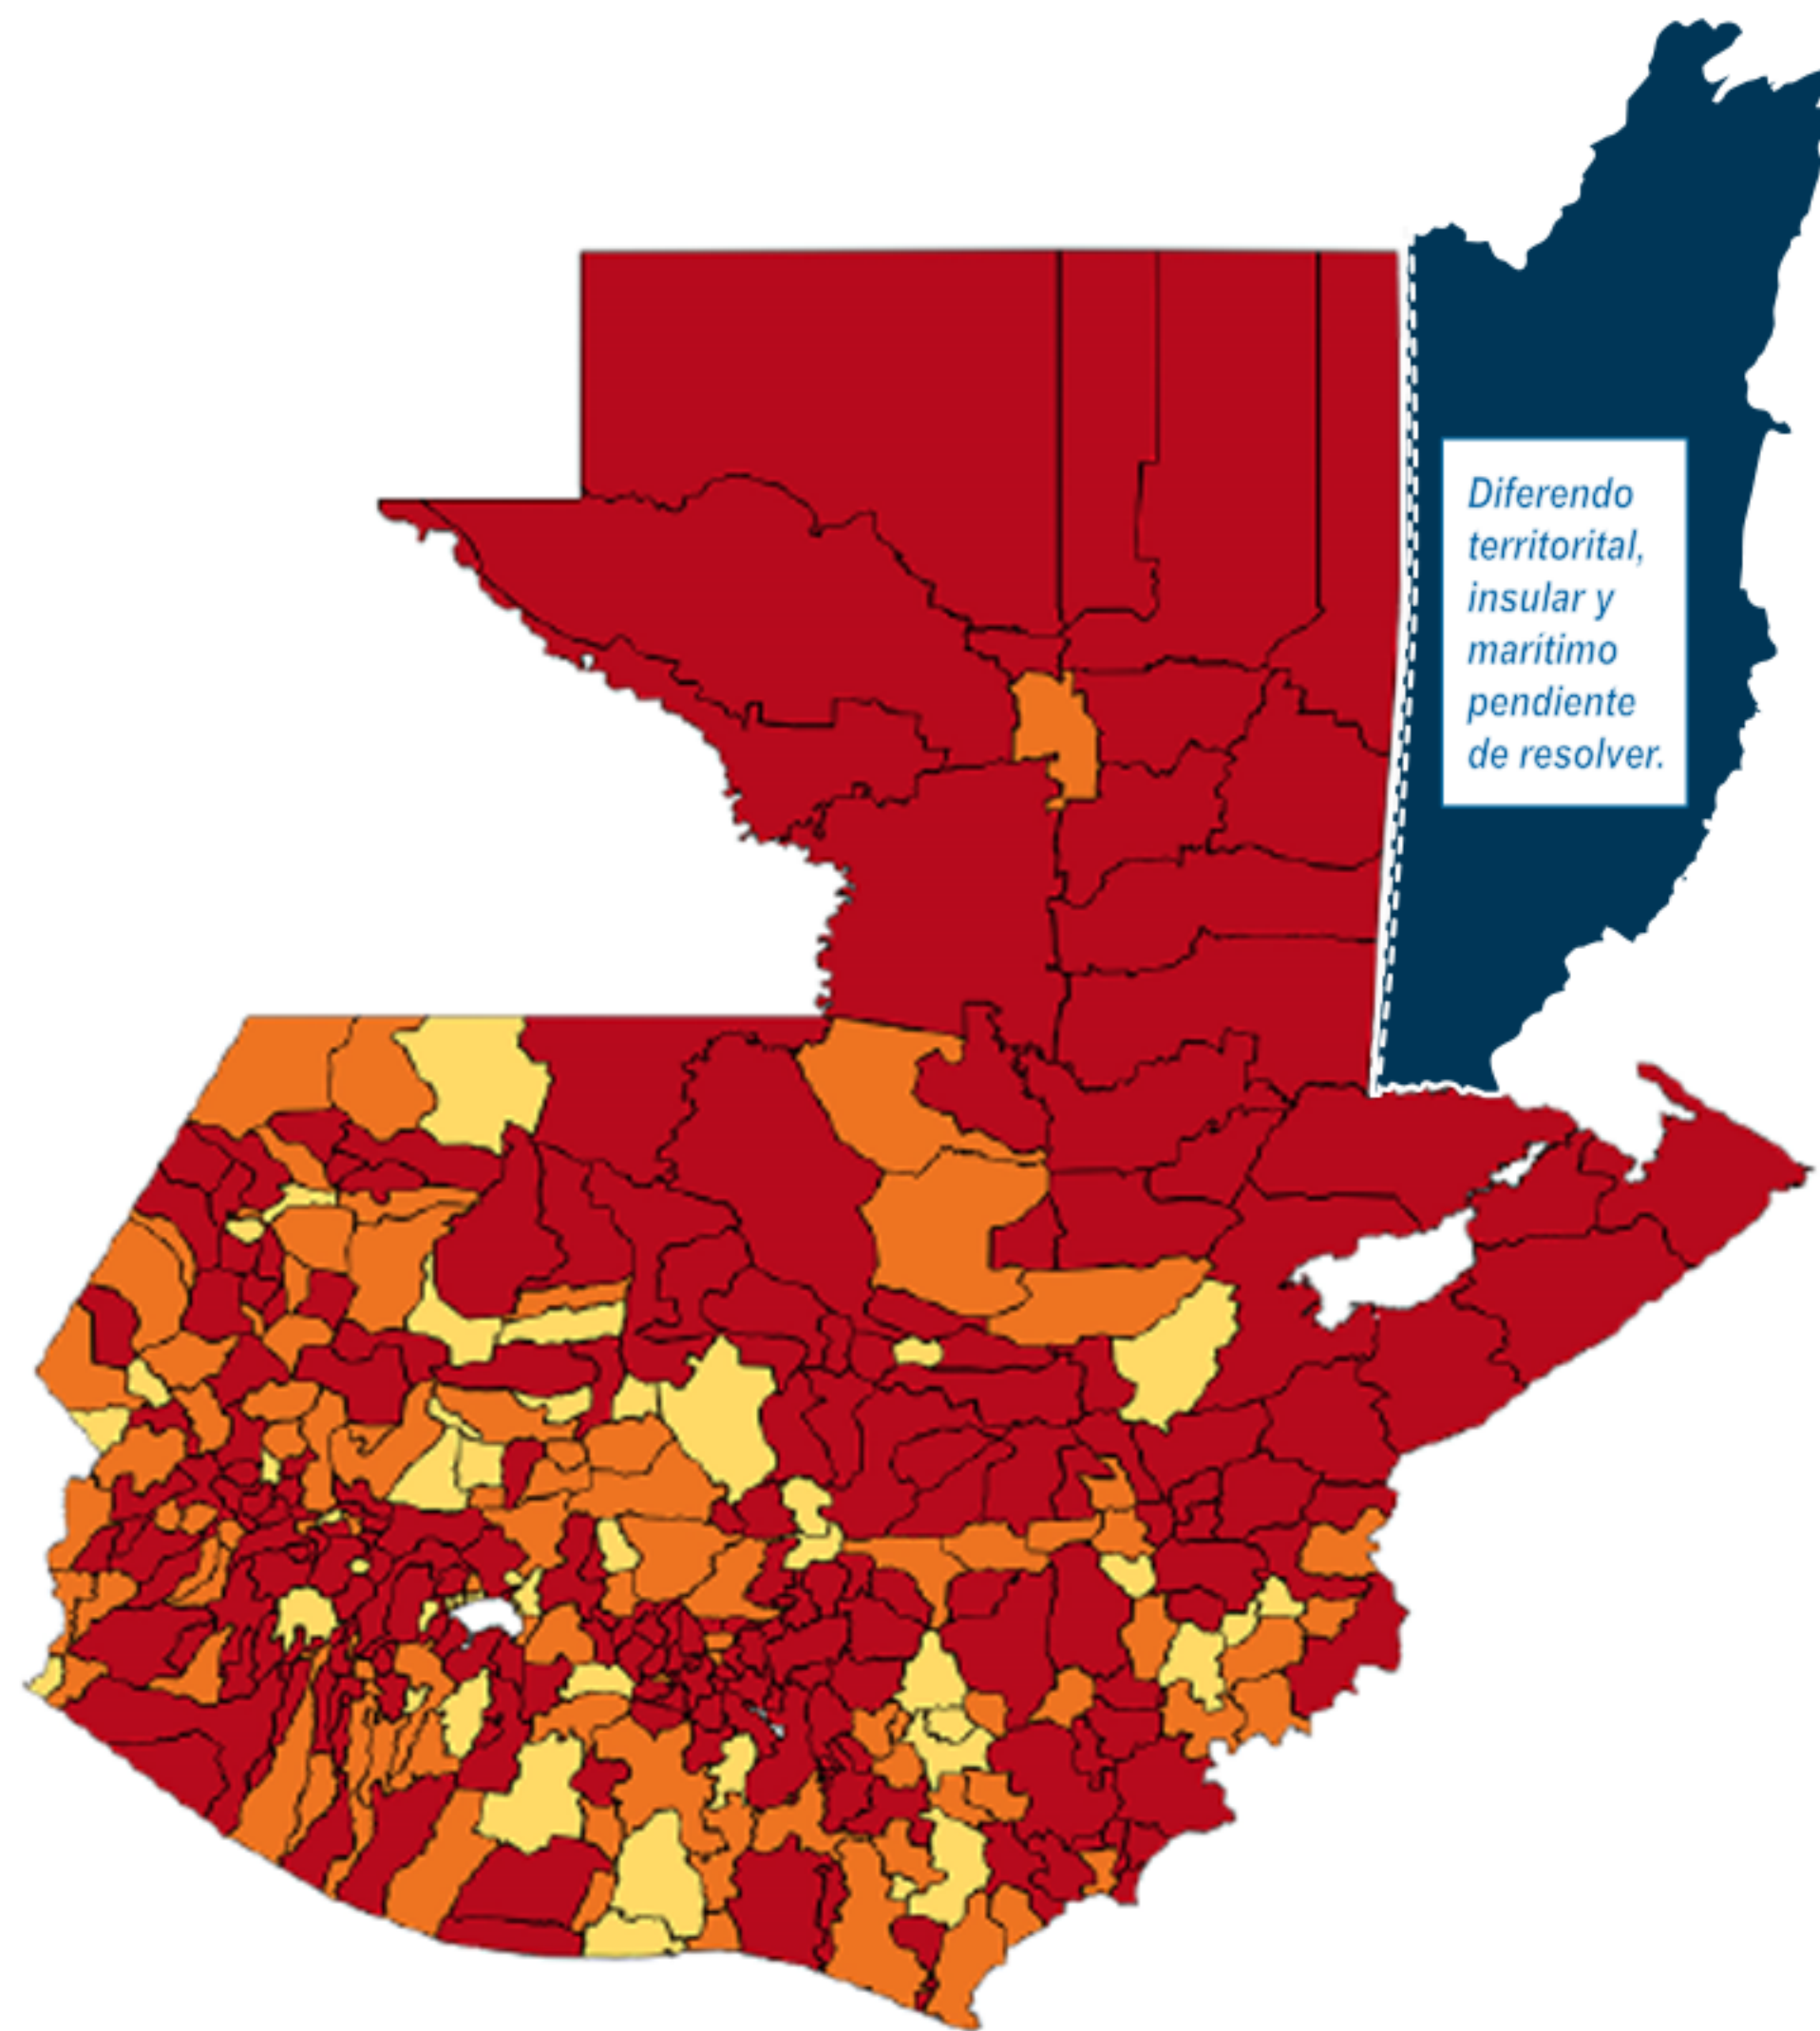 Diferendo
territorital,
insular y
marítimo
pendiente
de resolver.